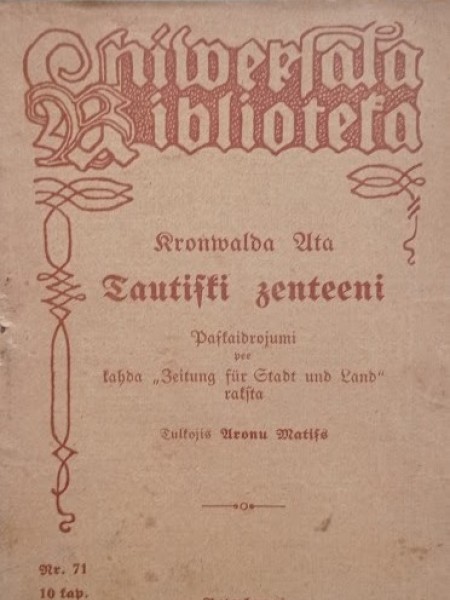 Uniwersala
Biblioteka
Kronwalda Ata
Tautiſki zenteeni
Paſkaidrojumi
pee
kahda „Zeitung für Stadt und Land“
rakſta
Tulkojis Aronu Matiſs
Nr. 71
10 kap.